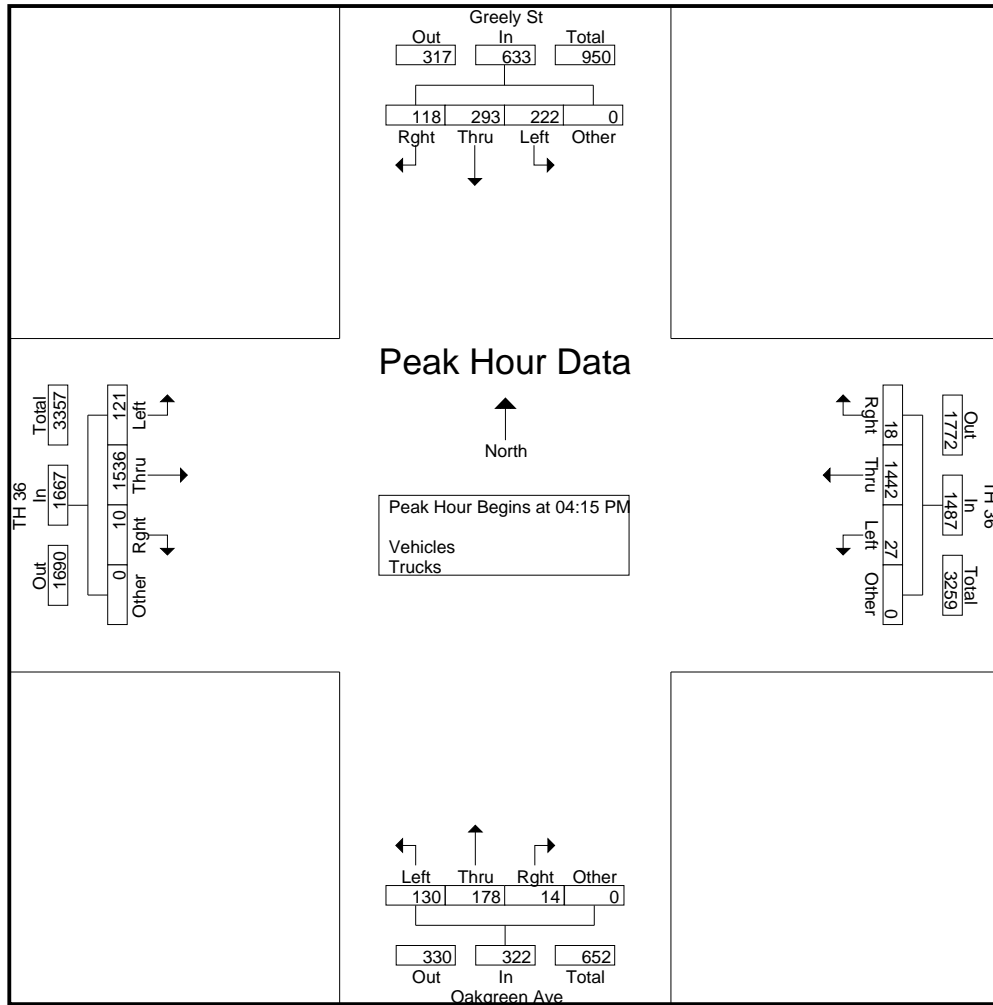 Greely St
Out In Total
317 633 950
118 293 222 0
Rght Thru Left Other
Peak Hour Data
North
Peak Hour Begins at 04:15 PM
Vehicles
Trucks
TH 36
Total In Out
3357 1667 1690
121 1536 10 0
Left Thru Rght Other
Rght Thru Left Other
18 1442 27 0
Out In Total
1772 1487 3259
TH 36
Left Thru Rght Other
130 178 14 0
330 322 652
Out In Total
Oakgreen Ave